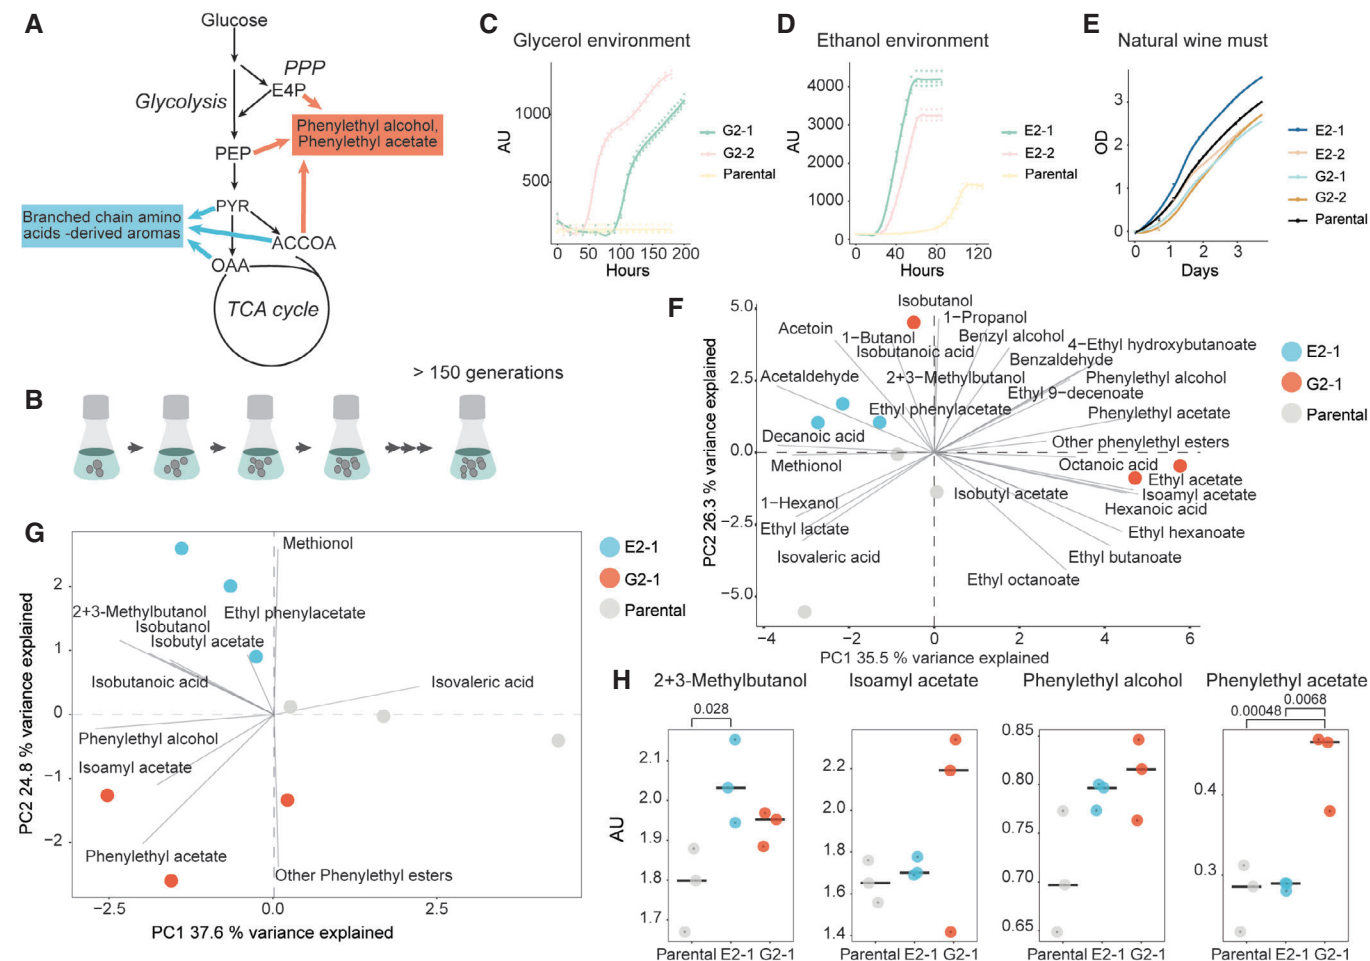 A
Glucose
PPP
E4P
Glycolysis
Phenylethyl alcohol,
Phenylethyl acetate
PEP
PYR
Branched chain amino
acids -derived aromas
ACCOA
OAA
TCA cycle
B
> 150 generations
C
Glycerol environment
AU
1000
500
0 50 100 150 200
Hours
G2-1
G2-2
Parental
D
Ethanol environment
AU
4000
3000
2000
1000
0
0 40 80 120
Hours
E2-1
E2-2
Parental
E
Natural wine must
OD
3
2
1
0
0 1 2 3
Days
E2-1
E2-2
G2-1
G2-2
Parental
F
PC2 26.3 % variance explained
5.0
2.5
0.0
−2.5
−5.0
Isobutanol
1−Propanol
Acetoin
1−Butanol
Benzyl alcohol
Isobutanoic acid
4−Ethyl hydroxybutanoate
Benzaldehyde
Acetaldehyde
2+3−Methylbutanol
Phenylethyl alcohol
Ethyl 9−decenoate
Ethyl phenylacetate
Phenylethyl acetate
Decanoic acid
Other phenylethyl esters
Methionol
Octanoic acid
Ethyl acetate
Isobutyl acetate
Isoamyl acetate
1−Hexanol
Hexanoic acid
Ethyl lactate
Ethyl hexanoate
Isovaleric acid
Ethyl butanoate
Ethyl octanoate
−4 −2 0 2 4 6
PC1 35.5 % variance explained
E2-1
G2-1
Parental
G
PC2 24.8 % variance explained
2
1
0
−1
−2
Methionol
2+3-Methylbutanol
Ethyl phenylacetate
Isobutanol
Isobutyl acetate
Isobutanoic acid
Isovaleric acid
Phenylethyl alcohol
Isoamyl acetate
Phenylethyl acetate
Other Phenylethyl esters
−2.5 0.0 2.5
PC1 37.6 % variance explained
E2-1
G2-1
Parental
H
2+3-Methylbutanol
0.028
AU
2.1
2.0
1.9
1.8
1.7
Parental E2-1 G2-1
Isoamyl acetate
2.2
2.0
1.8
1.6
1.4
Parental E2-1 G2-1
Phenylethyl alcohol
0.85
0.80
0.75
0.70
0.65
Parental E2-1 G2-1
Phenylethyl acetate
0.0068
0.00048
0.4
0.3
Parental E2-1 G2-1